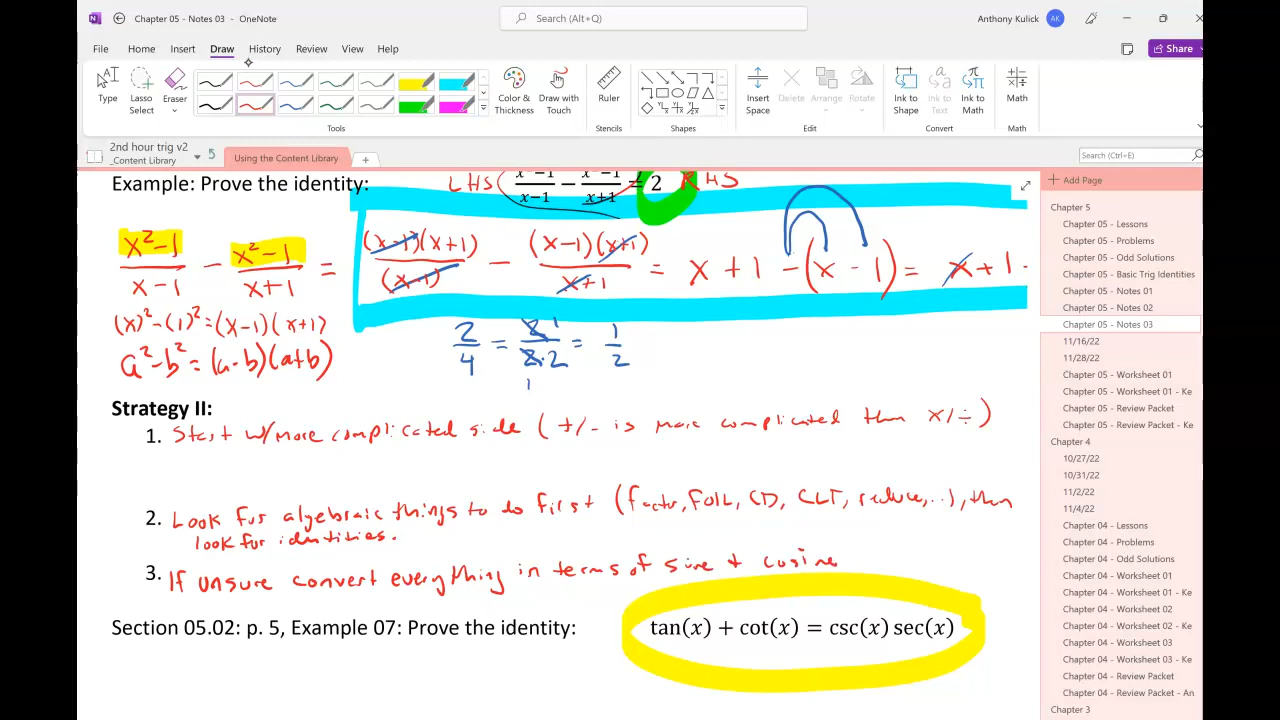 Chapter 05 - Notes 03 - OneNote
Search (Alt+Q)
Anthony Kulick
AK
File Home Insert Draw History Review View Help
Share
Type
Lasso Select
Eraser
Color & Thickness
Draw with Touch
Ruler
Insert Space
Delete
Arrange
Rotate
Ink to Shape
Ink to Text
Ink to Math
Math
Tools
Stencils
Shapes
Edit
Convert
Math
2nd hour trig v2
_Content Library
Using the Content Library
Search (Ctrl+E)
Example: Prove the identity:
LHS
x-1
x+1
= 2
RHS
x²-1 / x-1 - x²-1 / x+1 = (x-1)(x+1) / (x-1) - (x-1)(x+1) / x+1 = x+1 -(x-1) = x+1 -
(x)²-(1)²=(x-1)(x+1)
a²-b²=(a-b)(a+b)
2/4 = 2 1/2·2 1 = 1/2
Strategy II:
1. Start w/more complicated side (+/- is more complicated than x/÷)
2. Look for algebraic things to do first (factor, FOIL, CD, CLT, reduce,..), then
look for identities.
3. If unsure convert everything in terms of sine + cosine
Section 05.02: p. 5, Example 07: Prove the identity:
tan(x) + cot(x) = csc(x) sec(x)
Add Page
Chapter 5
Chapter 05 - Lessons
Chapter 05 - Problems
Chapter 05 - Odd Solutions
Chapter 05 - Basic Trig Identities
Chapter 05 - Notes 01
Chapter 05 - Notes 02
Chapter 05 - Notes 03
11/16/22
11/28/22
Chapter 05 - Worksheet 01
Chapter 05 - Worksheet 01 - Ke
Chapter 05 - Review Packet
Chapter 05 - Review Packet - Ke
Chapter 4
10/27/22
10/31/22
11/2/22
11/4/22
Chapter 04 - Lessons
Chapter 04 - Problems
Chapter 04 - Odd Solutions
Chapter 04 - Worksheet 01
Chapter 04 - Worksheet 01 - Ke
Chapter 04 - Worksheet 02
Chapter 04 - Worksheet 02 - Ke
Chapter 04 - Worksheet 03
Chapter 04 - Worksheet 03 - Ke
Chapter 04 - Review Packet
Chapter 04 - Review Packet - An
Chapter 3